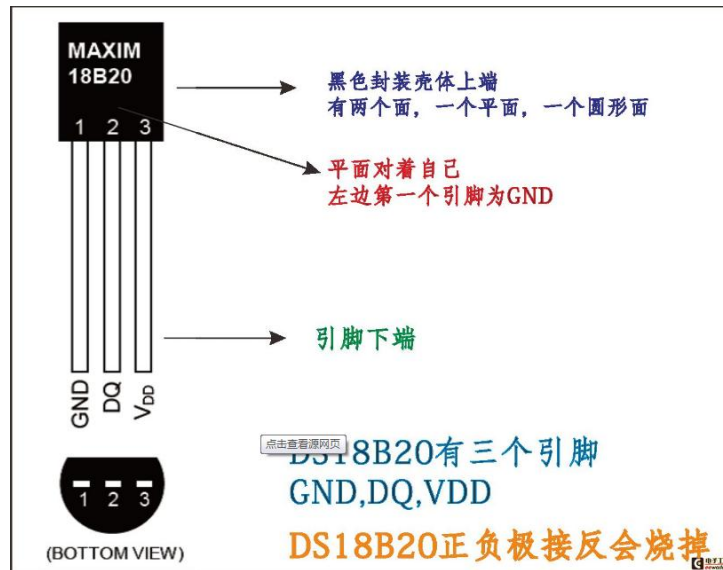 MAXIM
18B20
1 2 3
黑色封装壳体上端
有两个面，一个平面，一个圆形面
平面对着自己
左边第一个引脚为GND
引脚下端
GND DQ VDD
点击查看源网页
DS18B20有三个引脚
GND,DQ,VDD
1 2 3
(BOTTOM VIEW)
DS18B20正负极接反会烧掉